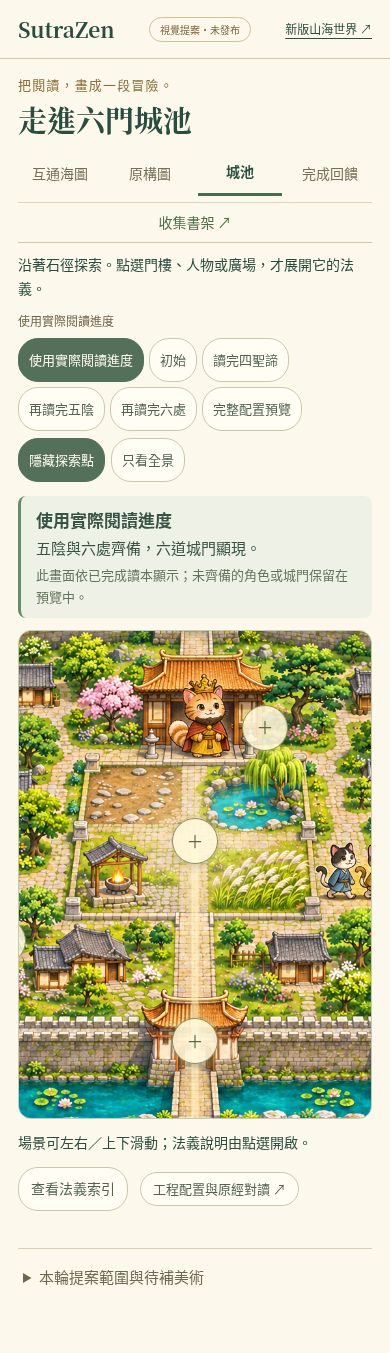 SutraZen
視覺提案・未發布
新版山海世界 ↗
把閱讀，畫成一段冒險。
走進六門城池
互通海圖
原構圖
城池
完成回饋
收集書架 ↗
沿著石徑探索。點選門樓、人物或廣場，才展開它的法
義。
使用實際閱讀進度
使用實際閱讀進度
初始
讀完四聖諦
再讀完五陰
再讀完六處
完整配置預覽
隱藏探索點
只看全景
使用實際閱讀進度
五陰與六處齊備，六道城門顯現。
此畫面依已完成讀本顯示；未齊備的角色或城門保留在
預覽中。
+
+
+
場景可左右／上下滑動；法義說明由點選開啟。
查看法義索引
工程配置與原經對讀 ↗
▶ 本輪提案範圍與待補美術